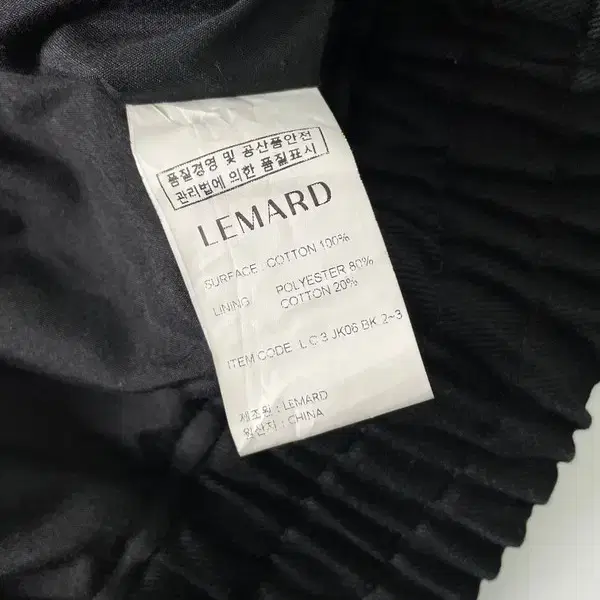 품질경영 및 공산품안전
관리법에 의한 품질표시
LEMARD
SURFACE : COTTON 100%
LINING POLYESTER 80%
COTTON 20%
ITEM CODE L C 3 JK06 BK 2~3
제조원 : LEMARD
원산지 : CHINA